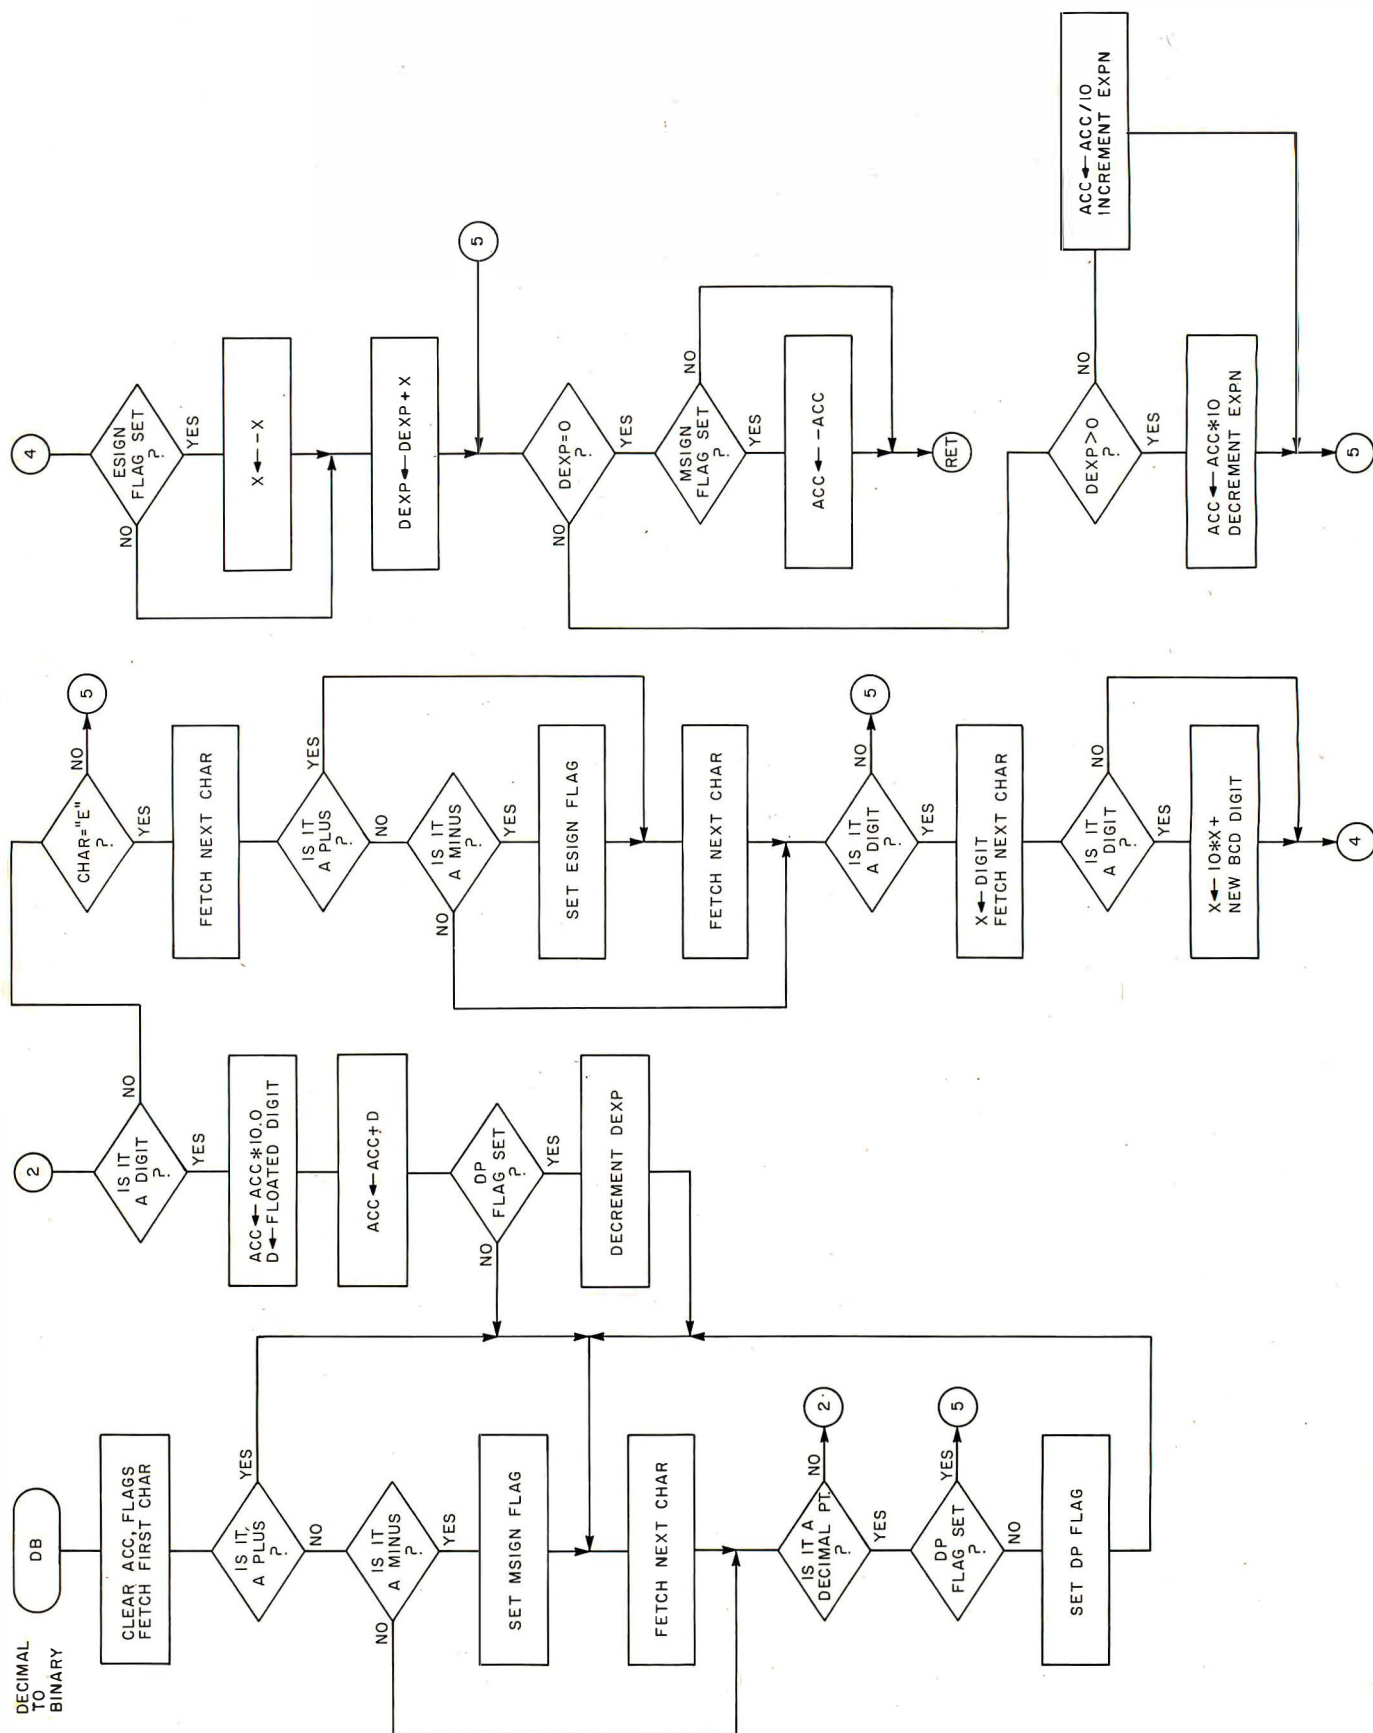 DECIMAL
TO
BINARY
DB
CLEAR ACC, FLAGS
FETCH FIRST CHAR
IS IT
A PLUS
?
YES
NO
IS IT
A MINUS
?
NO
YES
SET MSIGN FLAG
FETCH NEXT CHAR
IS IT A
DECIMAL PT.
?
NO
2
YES
DP
FLAG SET
?
YES
5
NO
SET DP FLAG
2
IS IT
A DIGIT
?
NO
YES
ACC←ACC*10.0
D←FLOATED DIGIT
ACC←ACC+D
DP
FLAG SET
?
NO
YES
DECREMENT DEXP
CHAR="E"
?
NO
5
YES
FETCH NEXT CHAR
IS IT
A PLUS
?
YES
NO
IS IT
A MINUS
?
NO
YES
SET ESIGN FLAG
FETCH NEXT CHAR
IS IT
A DIGIT
?
NO
5
YES
X←DIGIT
FETCH NEXT CHAR
IS IT
A DIGIT
?
NO
YES
X←10*X+
NEW BCD DIGIT
4
4
ESIGN
FLAG SET
?
NO
YES
X←-X
DEXP←DEXP+X
5
DEXP=0
?
NO
YES
MSIGN
FLAG SET
?
NO
YES
ACC←-ACC
RET
DEXP>0
?
NO
YES
ACC←ACC/10
INCREMENT EXPN
ACC←ACC*10
DECREMENT EXPN
5